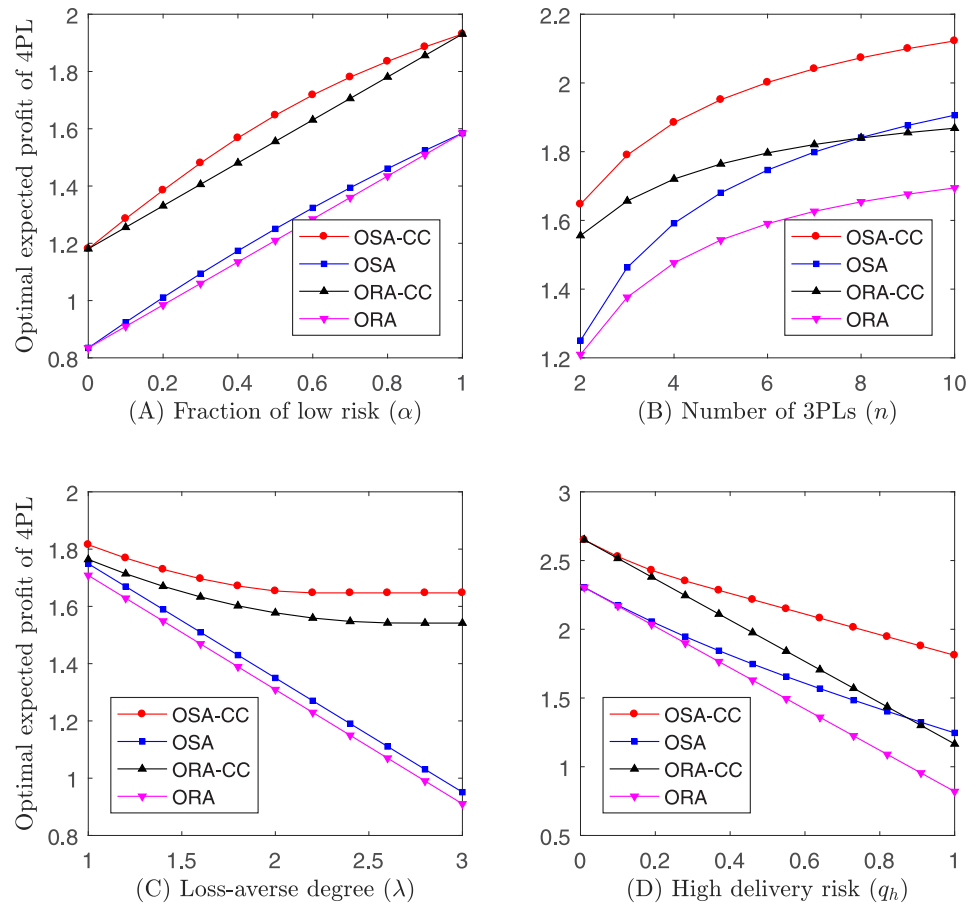 Optimal expected profit of 4PL
2
1.8
1.6
1.4
1.2
1
0.8
0 0.2 0.4 0.6 0.8 1
OSA-CC
OSA
ORA-CC
ORA
(A) Fraction of low risk (α)
2.2
2
1.8
1.6
1.4
1.2
2 4 6 8 10
OSA-CC
OSA
ORA-CC
ORA
(B) Number of 3PLs (n)
Optimal expected profit of 4PL
2
1.8
1.6
1.4
1.2
1
0.8
1 1.5 2 2.5 3
OSA-CC
OSA
ORA-CC
ORA
(C) Loss-averse degree (λ)
3
2.5
2
1.5
1
0.5
0 0.2 0.4 0.6 0.8 1
OSA-CC
OSA
ORA-CC
ORA
(D) High delivery risk (qₕ)